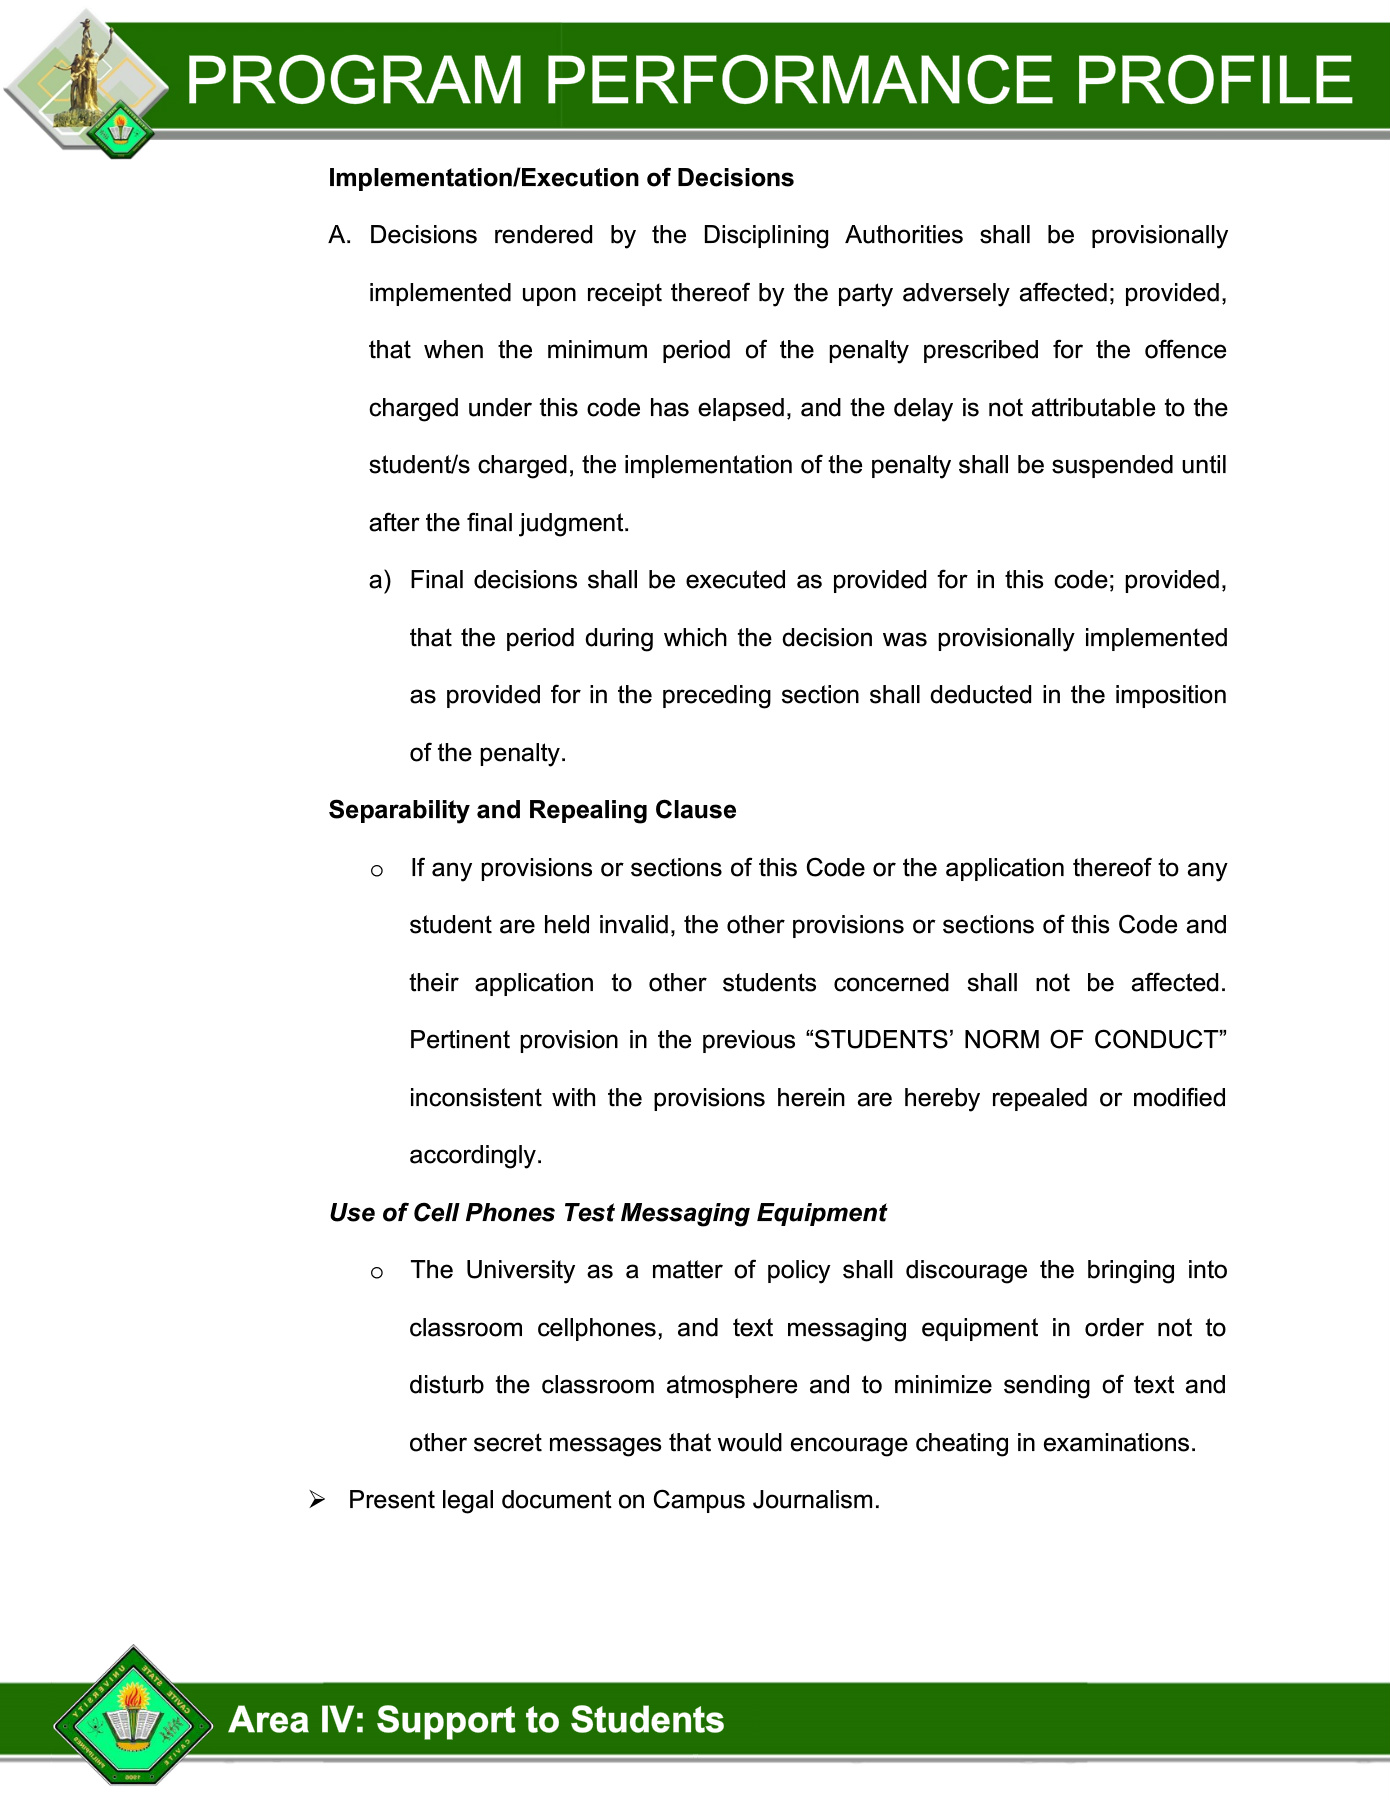 PROGRAM PERFORMANCE PROFILE
Implementation/Execution of Decisions
A. Decisions rendered by the Disciplining Authorities shall be provisionally
implemented upon receipt thereof by the party adversely affected; provided,
that when the minimum period of the penalty prescribed for the offence
charged under this code has elapsed, and the delay is not attributable to the
student/s charged, the implementation of the penalty shall be suspended until
after the final judgment.
a) Final decisions shall be executed as provided for in this code; provided,
that the period during which the decision was provisionally implemented
as provided for in the preceding section shall deducted in the imposition
of the penalty.
Separability and Repealing Clause
o If any provisions or sections of this Code or the application thereof to any
student are held invalid, the other provisions or sections of this Code and
their application to other students concerned shall not be affected.
Pertinent provision in the previous “STUDENTS’ NORM OF CONDUCT”
inconsistent with the provisions herein are hereby repealed or modified
accordingly.
Use of Cell Phones Test Messaging Equipment
o The University as a matter of policy shall discourage the bringing into
classroom cellphones, and text messaging equipment in order not to
disturb the classroom atmosphere and to minimize sending of text and
other secret messages that would encourage cheating in examinations.
➢ Present legal document on Campus Journalism.
CAVITE STATE UNIVERSITY
CAVITE PHILIPPINES
Area IV: Support to Students